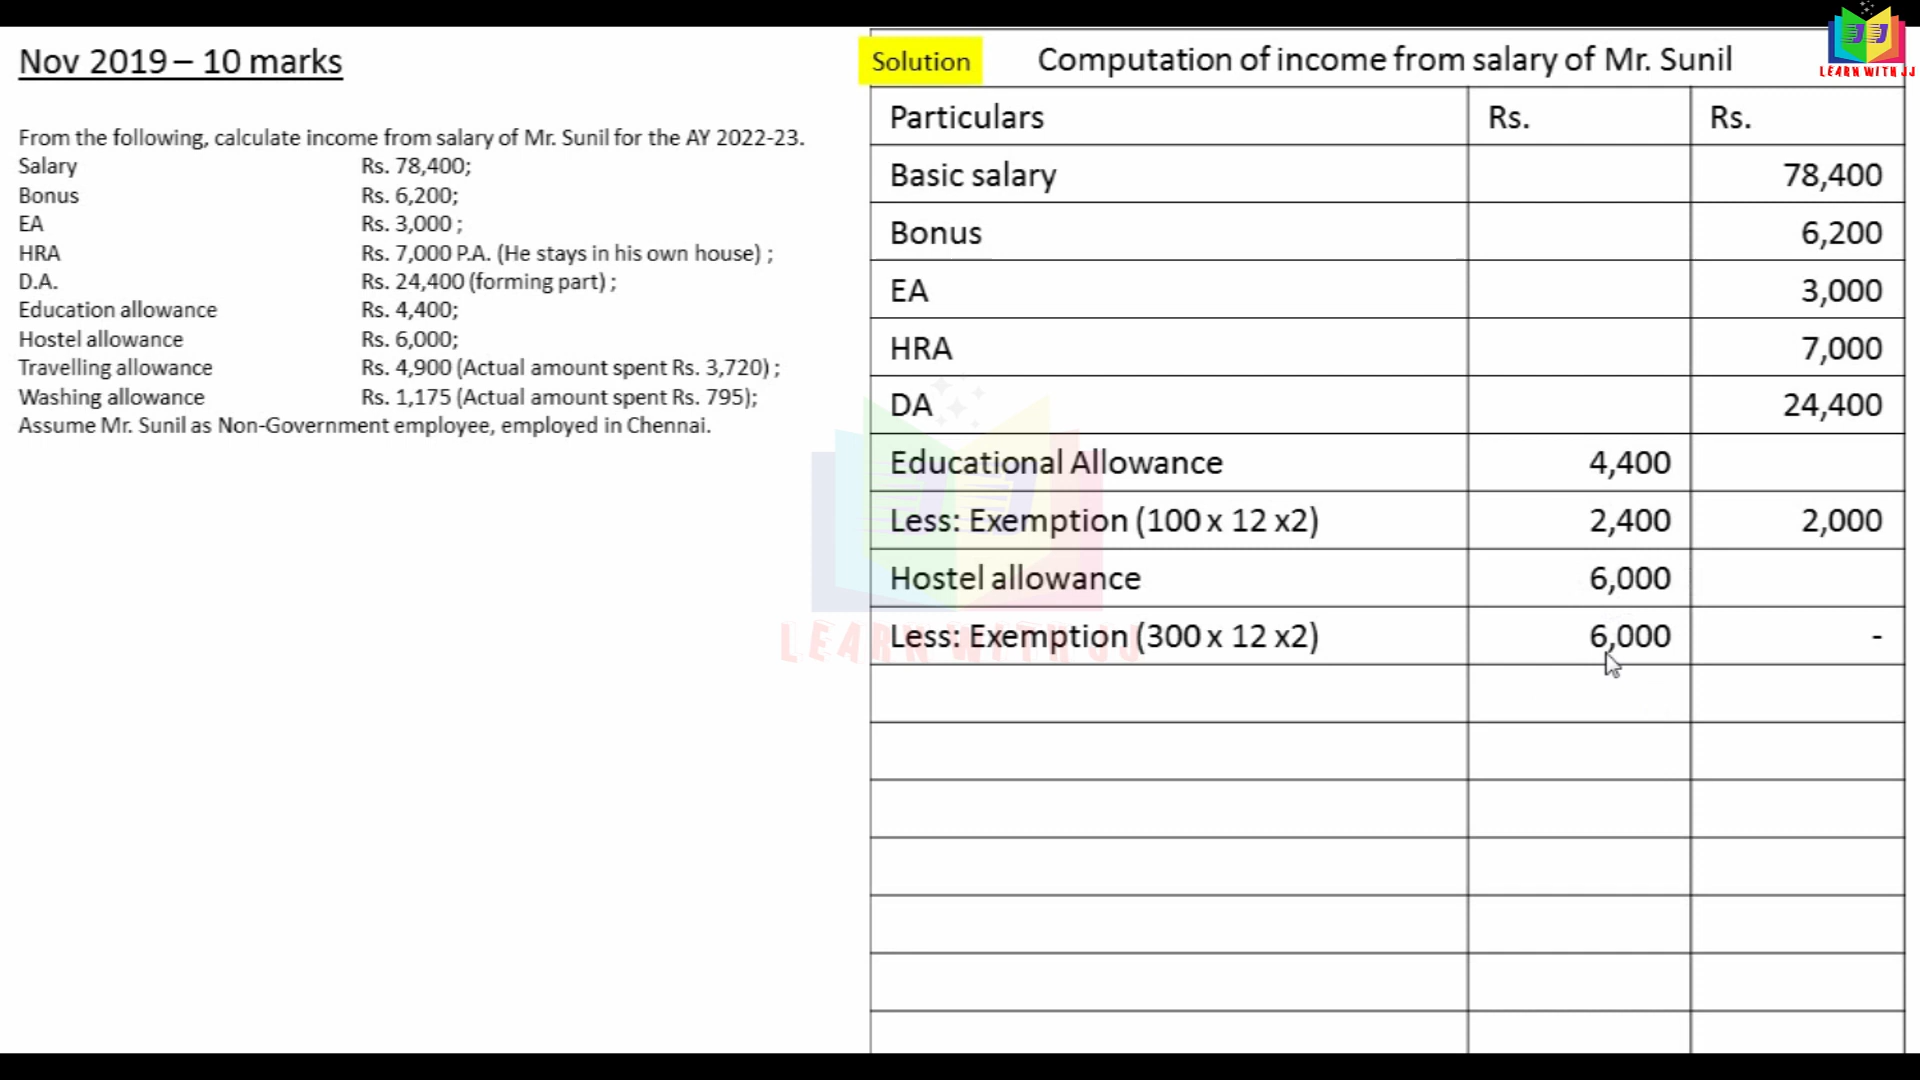 Nov 2019 – 10 marks
From the following, calculate income from salary of Mr. Sunil for the AY 2022-23.
Salary Rs. 78,400;
Bonus Rs. 6,200;
EA Rs. 3,000 ;
HRA Rs. 7,000 P.A. (He stays in his own house) ;
D.A. Rs. 24,400 (forming part) ;
Education allowance Rs. 4,400;
Hostel allowance Rs. 6,000;
Travelling allowance Rs. 4,900 (Actual amount spent Rs. 3,720) ;
Washing allowance Rs. 1,175 (Actual amount spent Rs. 795);
Assume Mr. Sunil as Non-Government employee, employed in Chennai.
Solution Computation of income from salary of Mr. Sunil
Particulars Rs. Rs.
Basic salary 78,400
Bonus 6,200
EA 3,000
HRA 7,000
DA 24,400
Educational Allowance 4,400
Less: Exemption (100 x 12 x2) 2,400 2,000
Hostel allowance 6,000
Less: Exemption (300 x 12 x2) 6,000 -
JJ
LEARN WITH JJ
JJ
LEARN WITH JJ